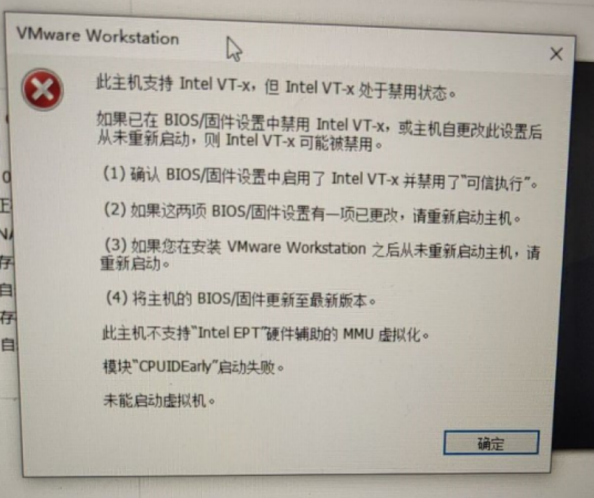 VMware Workstation
此主机支持 Intel VT-x，但 Intel VT-x 处于禁用状态。
如果已在 BIOS/固件设置中禁用 Intel VT-x，或主机自更改此设置后
从未重新启动，则 Intel VT-x 可能被禁用。
(1) 确认 BIOS/固件设置中启用了 Intel VT-x 并禁用了“可信执行”。
(2) 如果这两项 BIOS/固件设置有一项已更改，请重新启动主机。
(3) 如果您在安装 VMware Workstation 之后从未重新启动主机，请
重新启动。
(4) 将主机的 BIOS/固件更新至最新版本。
此主机不支持“Intel EPT”硬件辅助的 MMU 虚拟化。
模块“CPUIDEarly”启动失败。
未能启动虚拟机。
确定